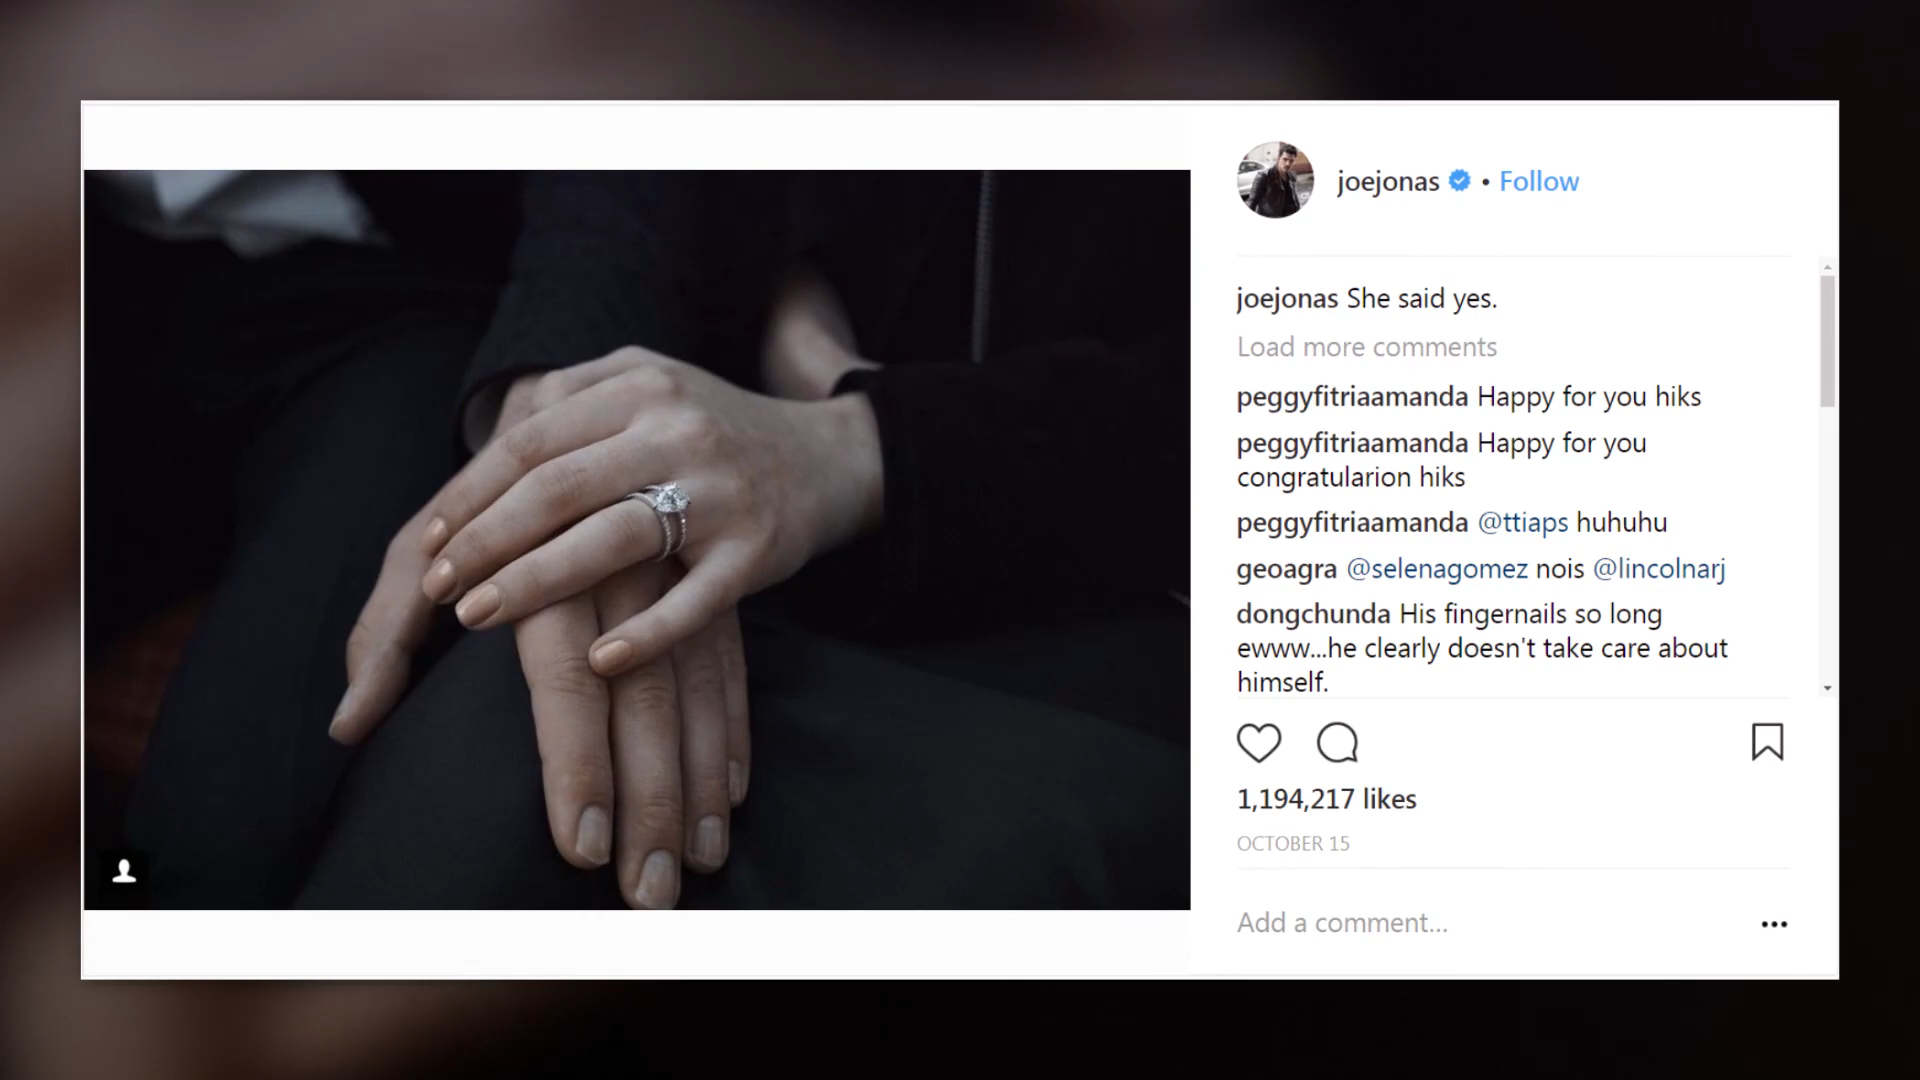 joejonas • Follow
joejonas She said yes.
Load more comments
peggyfitriaamanda Happy for you hiks
peggyfitriaamanda Happy for you
congratularion hiks
peggyfitriaamanda @ttiaps huhuhu
geoagra @selenagomez nois @lincolnarj
dongchunda His fingernails so long
ewww...he clearly doesn't take care about
himself.
1,194,217 likes
OCTOBER 15
Add a comment...